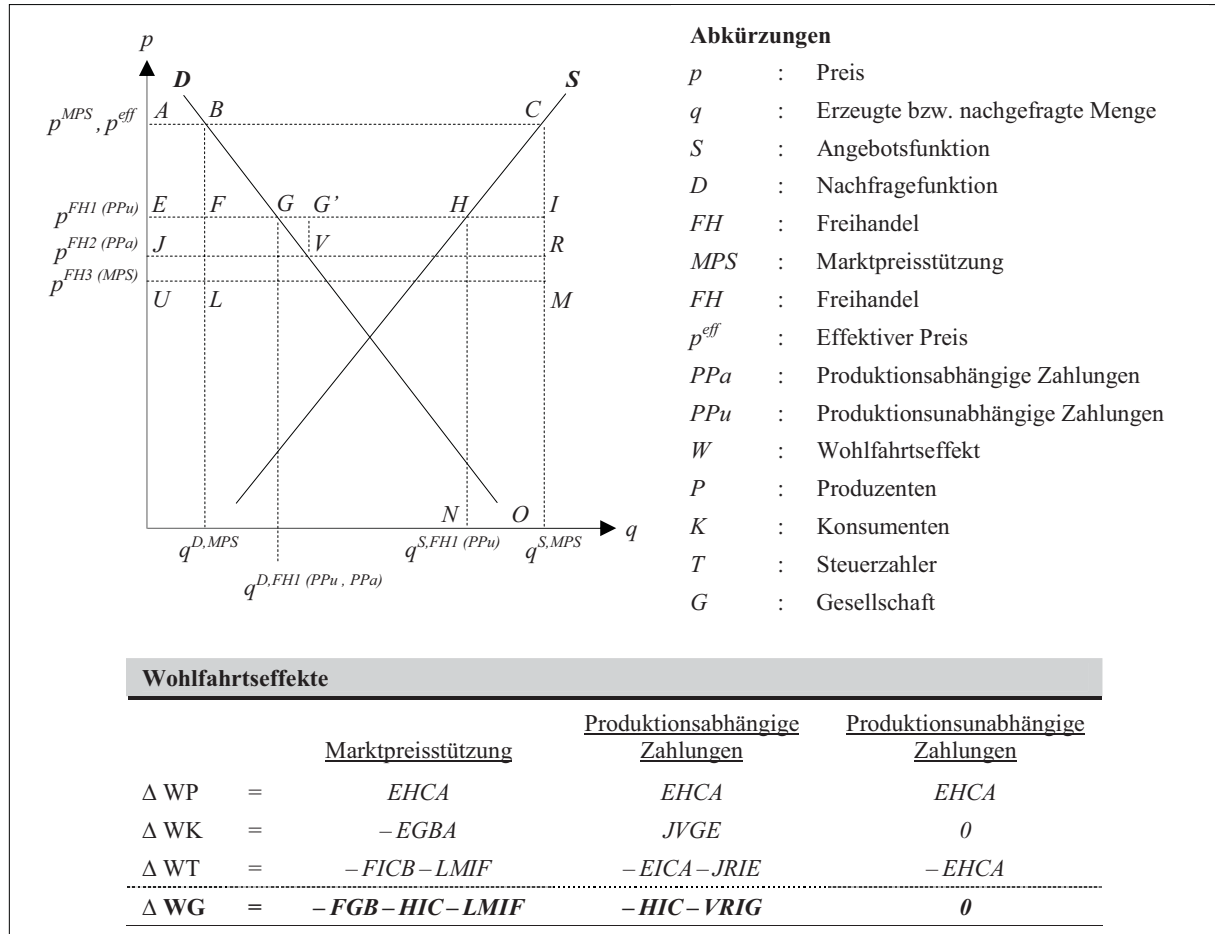 Abkürzungen
p : Preis
q : Erzeugte bzw. nachgefragte Menge
S : Angebotsfunktion
D : Nachfragefunktion
FH : Freihandel
MPS : Marktpreisstützung
FH : Freihandel
p^eff : Effektiver Preis
PPa : Produktionsabhängige Zahlungen
PPu : Produktionsunabhängige Zahlungen
W : Wohlfahrtseffekt
P : Produzenten
K : Konsumenten
T : Steuerzahler
G : Gesellschaft
p
D S
p^MPS , p^eff A B C
p^FH1 (PPu) E F G G' H I
p^FH2 (PPa) J V R
p^FH3 (MPS)
U L M
N O q
q^D,MPS q^S,FH1 (PPu) q^S,MPS
q^D,FH1 (PPu , PPa)
Wohlfahrtseffekte
Marktpreisstützung Produktionsabhängige Zahlungen Produktionsunabhängige Zahlungen
Δ WP = EHCA EHCA EHCA
Δ WK = –EGBA JVGE 0
Δ WT = –FICB–LMIF –EICA–JRIE –EHCA
Δ WG = –FGB–HIC–LMIF –HIC–VRIG 0